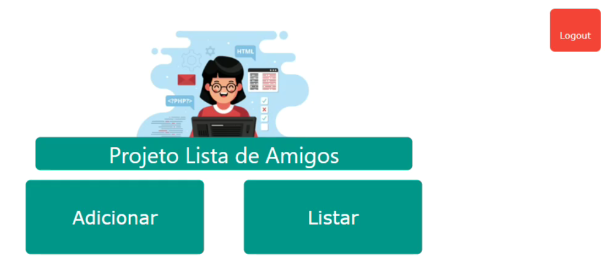 Logout
HTML
<?PHP?>
Projeto Lista de Amigos
Adicionar
Listar